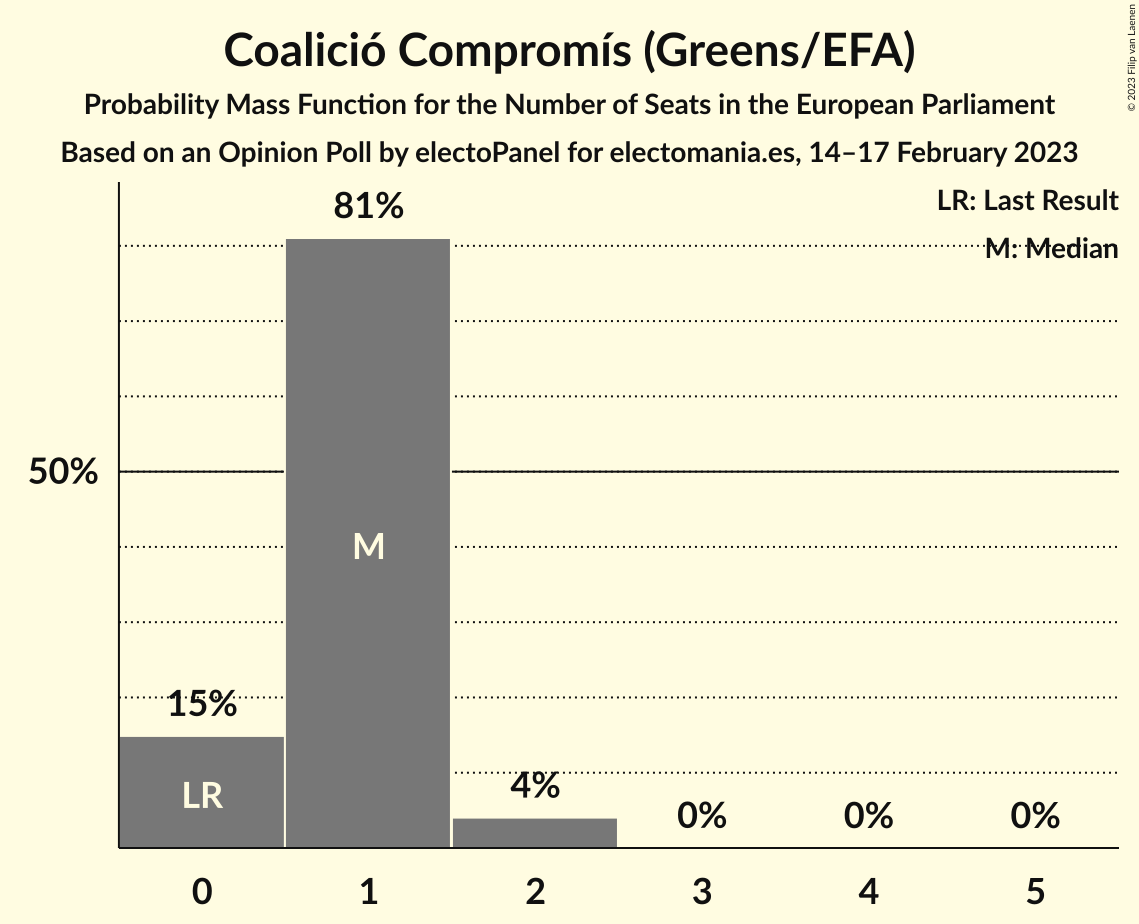 Coalició Compromís (Greens/EFA)
Probability Mass Function for the Number of Seats in the European Parliament
Based on an Opinion Poll by electoPanel for electomania.es, 14–17 February 2023
© 2023 Filip van Laenen
LR: Last Result
M: Median
81%
50%
M
15%
LR
4%
0%
0%
0%
0 1 2 3 4 5